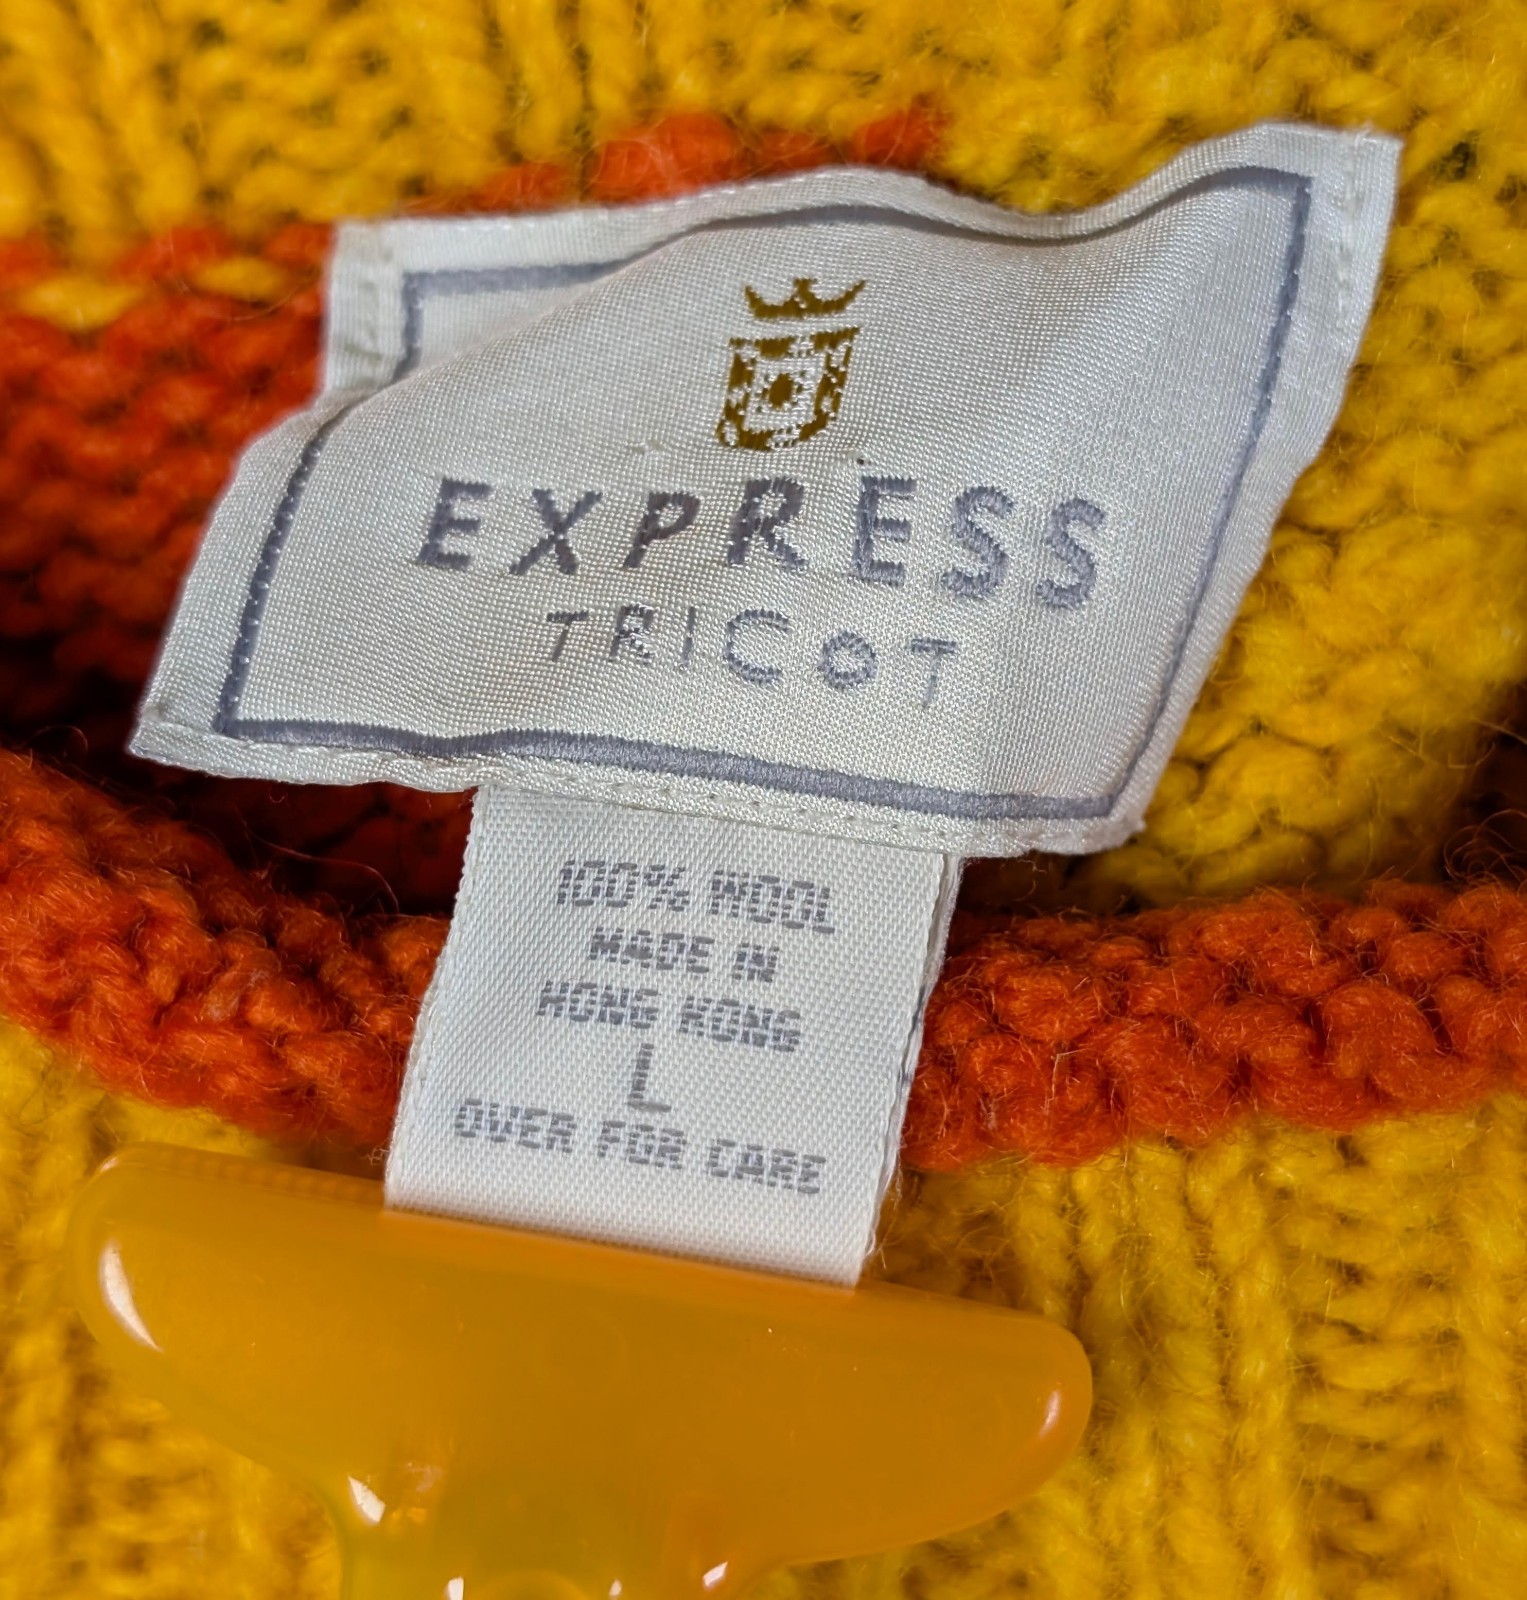 EXPRESS
TRICOT
100% WOOL
MADE IN
HONG KONG
L
OVER FOR CARE